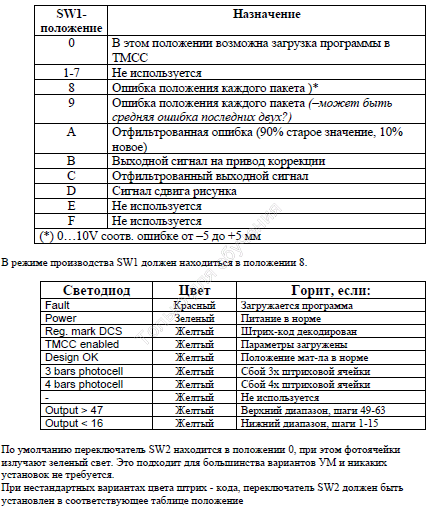 SW1-
положение
Назначение
0 В этом положении возможна загрузка программы в
ТМСС
1-7 Не используется
8 Ошибка положения каждого пакета )*
9 Ошибка положения каждого пакета (–может быть
средняя ошибка последних двух?)
A Отфильтрованная ошибка (90% старое значение, 10%
новое)
B Выходной сигнал на привод коррекции
C Отфильтрованный выходной сигнал
D Сигнал сдвига рисунка
E Не используется
F Не используется
(*) 0…10V соотв. ошибке от –5 до +5 мм
В режиме производства SW1 должен находиться в положении 8.
Светодиод Цвет Горит, если:
Fault Красный Загружается программа
Power Зеленый Питание в норме
Reg. mark DCS Желтый Штрих-код декодирован
TMCC enabled Желтый Параметры загружены
Design OK Желтый Положение мат-ла в норме
3 bars photocell Желтый Сбой 3х штриховой ячейки
4 bars photocell Желтый Сбой 4х штриховой ячейки
- Желтый Не используется
Output > 47 Желтый Верхний диапазон, шаги 49-63
Output < 16 Желтый Нижний диапазон, шаги 1-15
По умолчанию переключатель SW2 находится в положении 0, при этом фотоячейки
излучают зеленый свет. Это подходит для большинства вариантов УМ и никаких
установок не требуется.
При нестандартных вариантах цвета штрих - кода, переключатель SW2 должен быть
установлен в соответствующее таблице положение